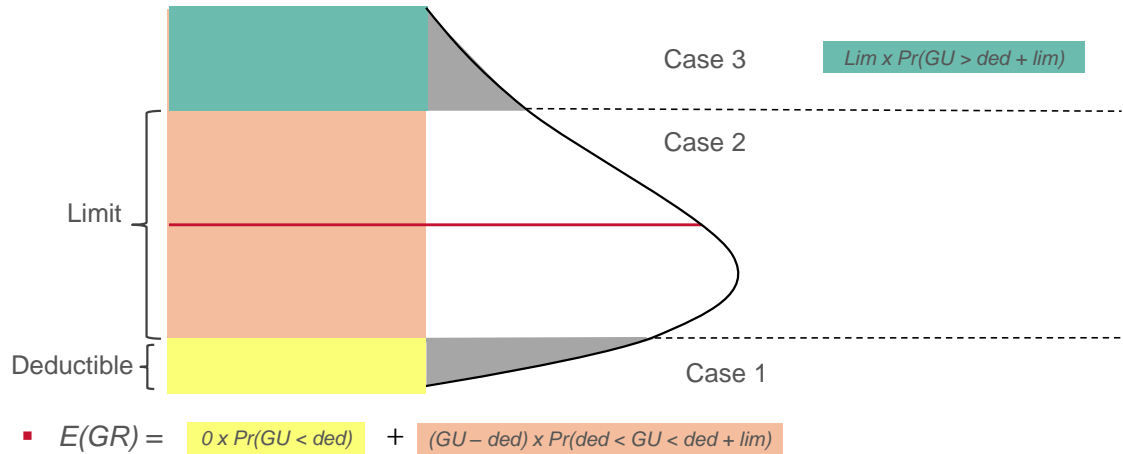 Case 3
Lim x Pr(GU > ded + lim)
Case 2
Limit
Deductible
Case 1
▪ E(GR) = 0 x Pr(GU < ded) + (GU – ded) x Pr(ded < GU < ded + lim)